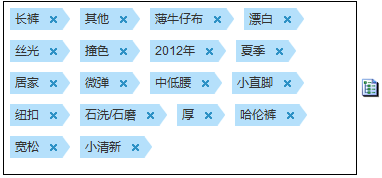 长裤 其他 薄牛仔布 漂白
丝光 撞色 2012年 夏季
居家 微弹 中低腰 小直脚
纽扣 石洗/石磨 厚 哈伦裤
宽松 小清新